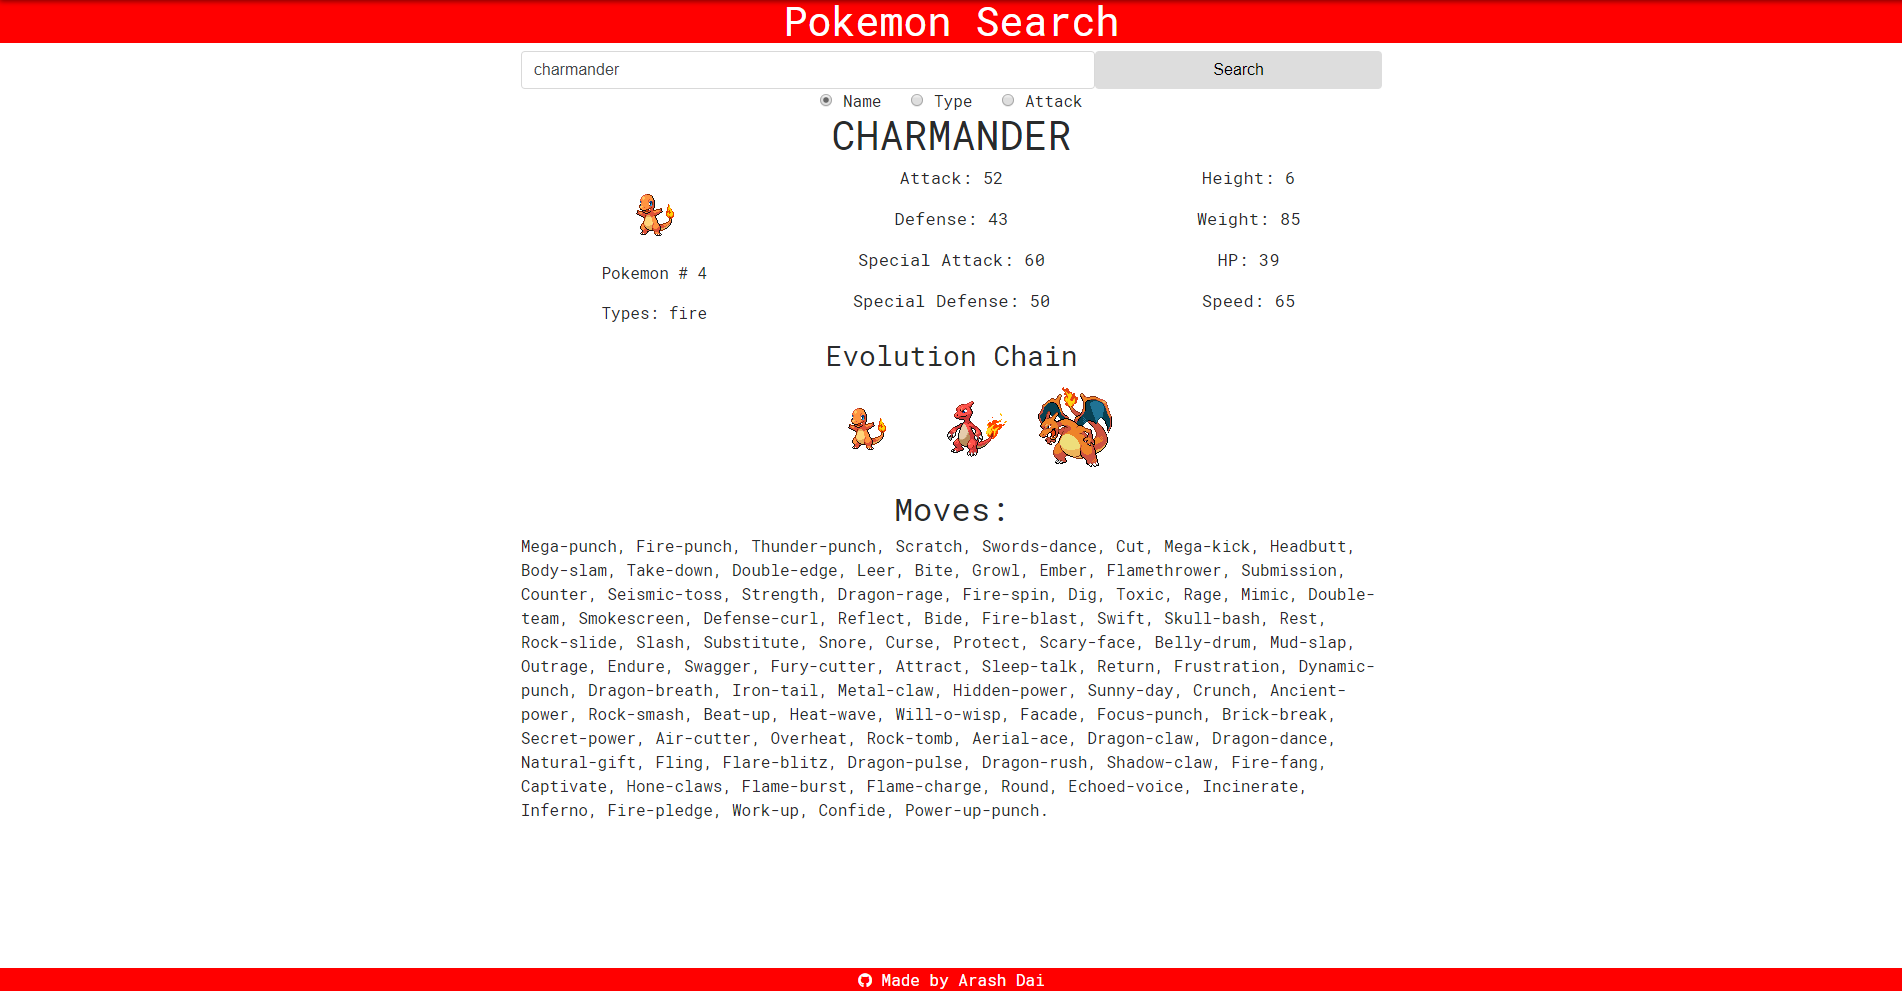 Pokemon Search
charmander
Search
Name Type Attack
CHARMANDER
Pokemon # 4
Types: fire
Attack: 52
Defense: 43
Special Attack: 60
Special Defense: 50
Height: 6
Weight: 85
HP: 39
Speed: 65
Evolution Chain
Moves:
Mega-punch, Fire-punch, Thunder-punch, Scratch, Swords-dance, Cut, Mega-kick, Headbutt,
Body-slam, Take-down, Double-edge, Leer, Bite, Growl, Ember, Flamethrower, Submission,
Counter, Seismic-toss, Strength, Dragon-rage, Fire-spin, Dig, Toxic, Rage, Mimic, Double-
team, Smokescreen, Defense-curl, Reflect, Bide, Fire-blast, Swift, Skull-bash, Rest,
Rock-slide, Slash, Substitute, Snore, Curse, Protect, Scary-face, Belly-drum, Mud-slap,
Outrage, Endure, Swagger, Fury-cutter, Attract, Sleep-talk, Return, Frustration, Dynamic-
punch, Dragon-breath, Iron-tail, Metal-claw, Hidden-power, Sunny-day, Crunch, Ancient-
power, Rock-smash, Beat-up, Heat-wave, Will-o-wisp, Facade, Focus-punch, Brick-break,
Secret-power, Air-cutter, Overheat, Rock-tomb, Aerial-ace, Dragon-claw, Dragon-dance,
Natural-gift, Fling, Flare-blitz, Dragon-pulse, Dragon-rush, Shadow-claw, Fire-fang,
Captivate, Hone-claws, Flame-burst, Flame-charge, Round, Echoed-voice, Incinerate,
Inferno, Fire-pledge, Work-up, Confide, Power-up-punch.
Made by Arash Dai